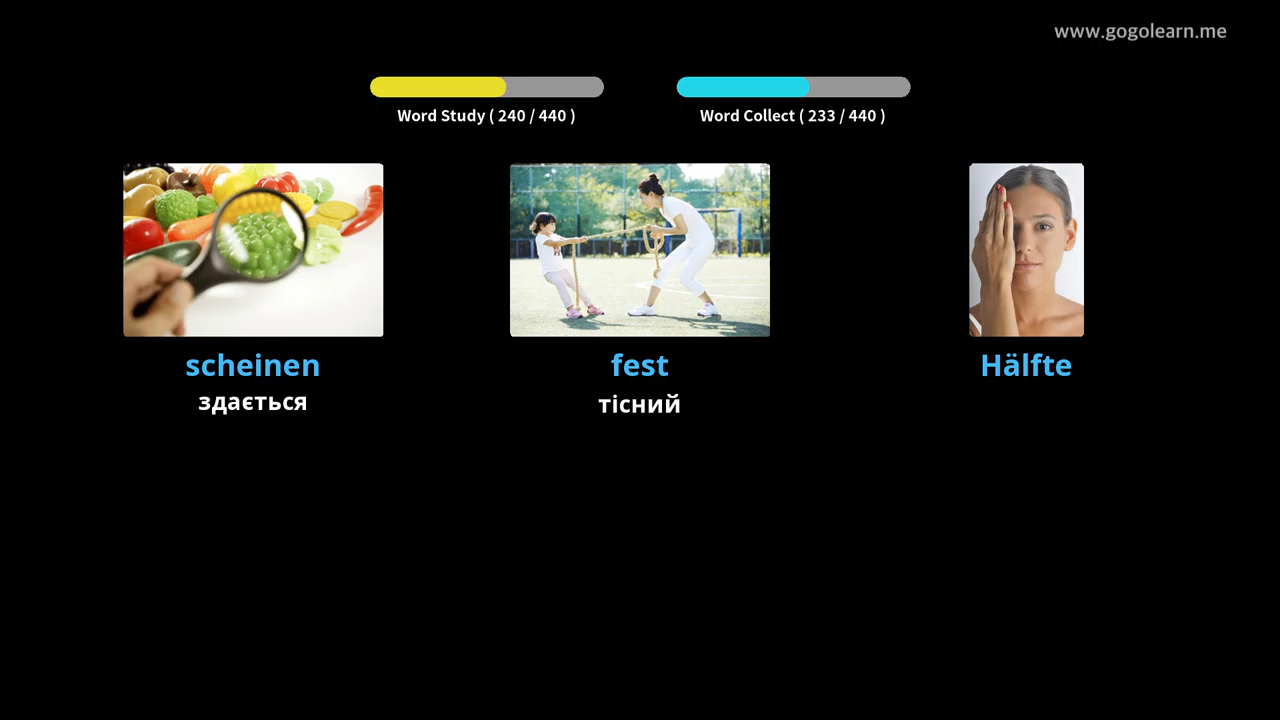 www.gogolearn.me
Word Study ( 240 / 440 )
Word Collect ( 233 / 440 )
scheinen
здається
fest
тісний
Hälfte